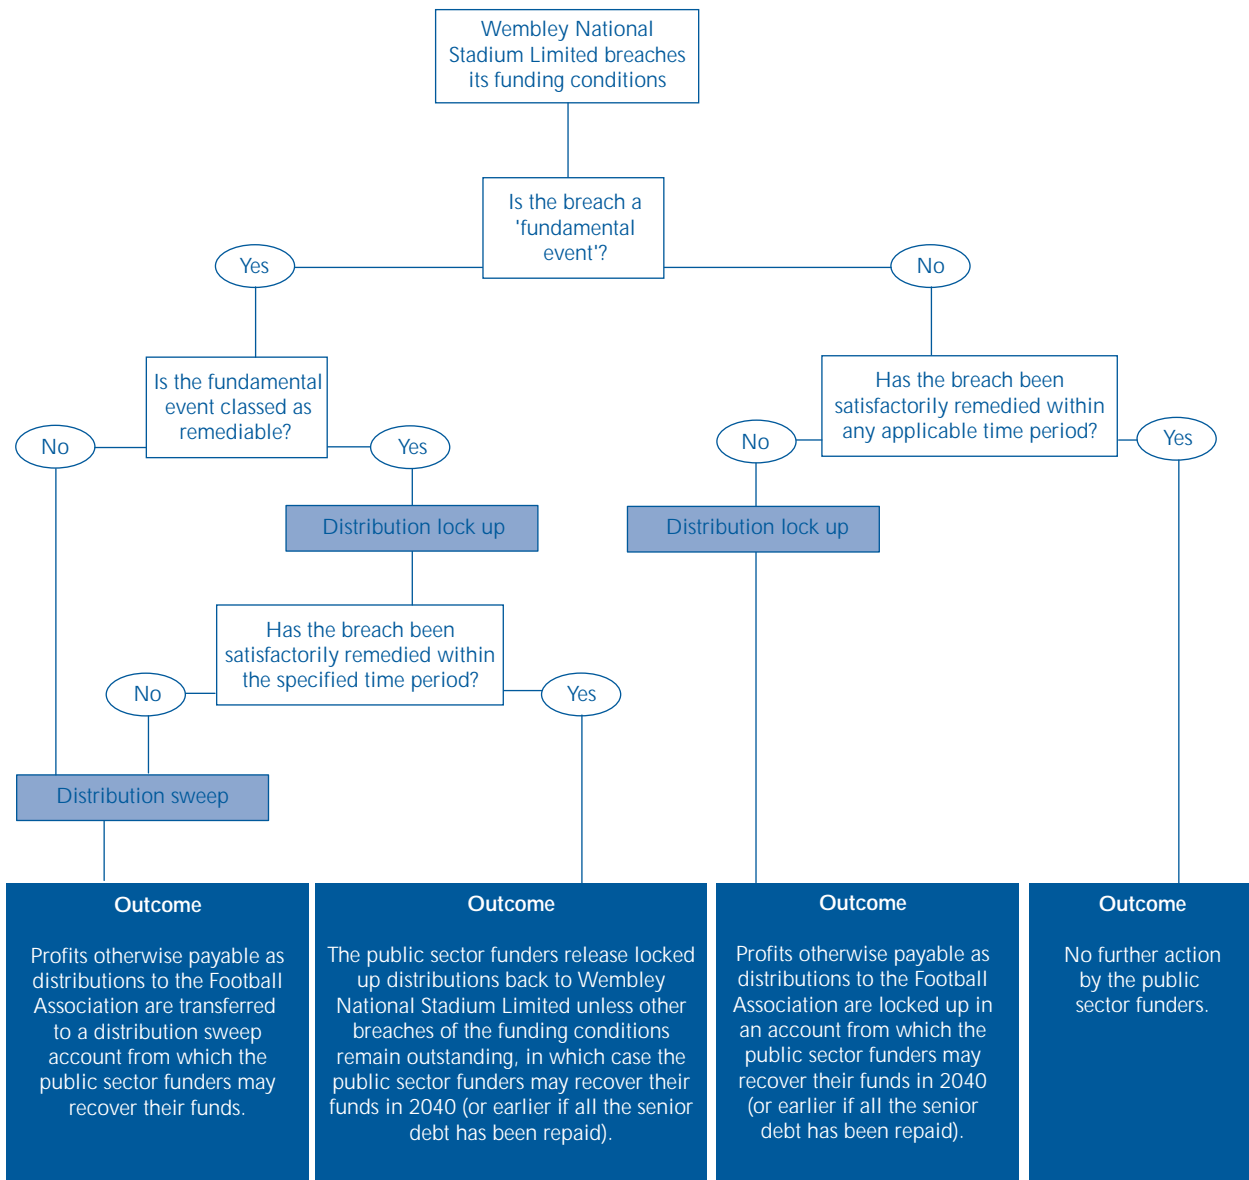 Wembley National
Stadium Limited breaches
its funding conditions
Is the breach a
'fundamental
event'?
Yes
No
Is the fundamental
event classed as
remediable?
Has the breach been
satisfactorily remedied within
any applicable time period?
No
Yes
No
Yes
Distribution lock up
Distribution lock up
Has the breach been
satisfactorily remedied within
the specified time period?
No
Yes
Distribution sweep
Outcome
Profits otherwise payable as
distributions to the Football
Association are transferred
to a distribution sweep
account from which the
public sector funders may
recover their funds.
Outcome
The public sector funders release locked
up distributions back to Wembley
National Stadium Limited unless other
breaches of the funding conditions
remain outstanding, in which case the
public sector funders may recover their
funds in 2040 (or earlier if all the senior
debt has been repaid).
Outcome
Profits otherwise payable as
distributions to the Football
Association are locked up in
an account from which the
public sector funders may
recover their funds in 2040
(or earlier if all the senior
debt has been repaid).
Outcome
No further action
by the public
sector funders.